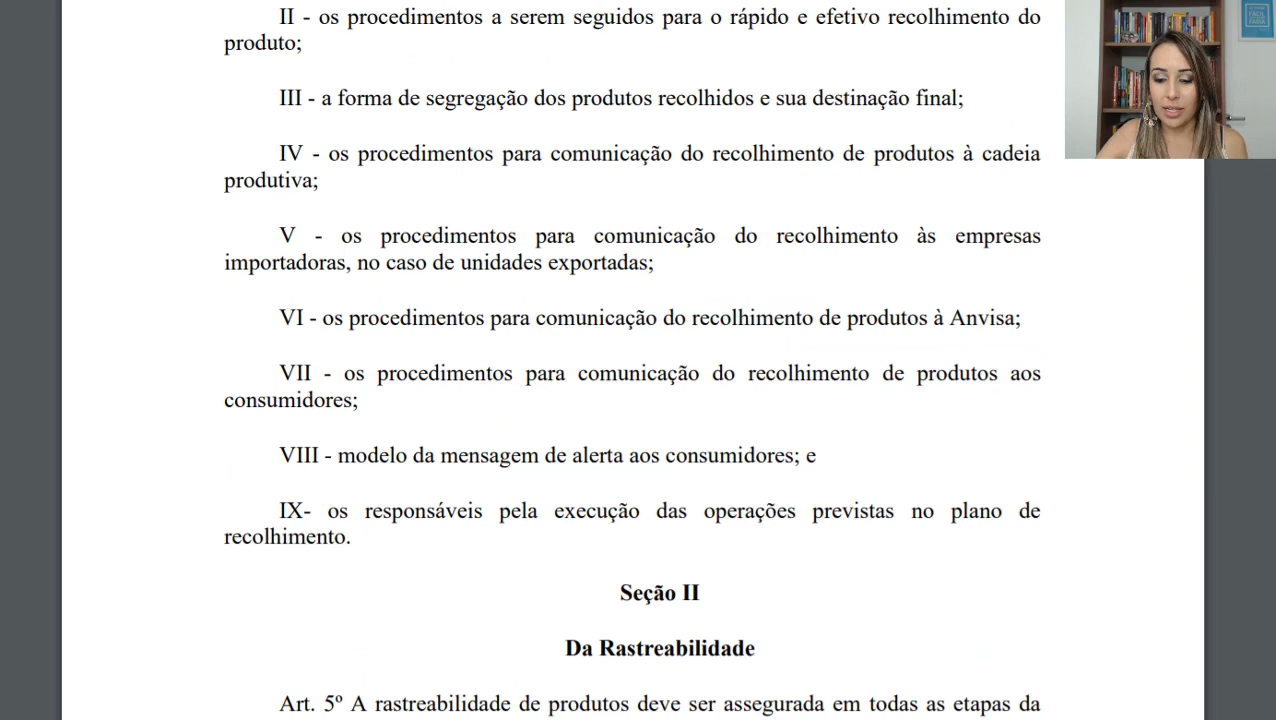 II - os procedimentos a serem seguidos para o rápido e efetivo recolhimento do
produto;
III - a forma de segregação dos produtos recolhidos e sua destinação final;
IV - os procedimentos para comunicação do recolhimento de produtos à cadeia
produtiva;
V - os procedimentos para comunicação do recolhimento às empresas
importadoras, no caso de unidades exportadas;
VI - os procedimentos para comunicação do recolhimento de produtos à Anvisa;
VII - os procedimentos para comunicação do recolhimento de produtos aos
consumidores;
VIII - modelo da mensagem de alerta aos consumidores; e
IX- os responsáveis pela execução das operações previstas no plano de
recolhimento.
Seção II
Da Rastreabilidade
Art. 5º A rastreabilidade de produtos deve ser assegurada em todas as etapas da